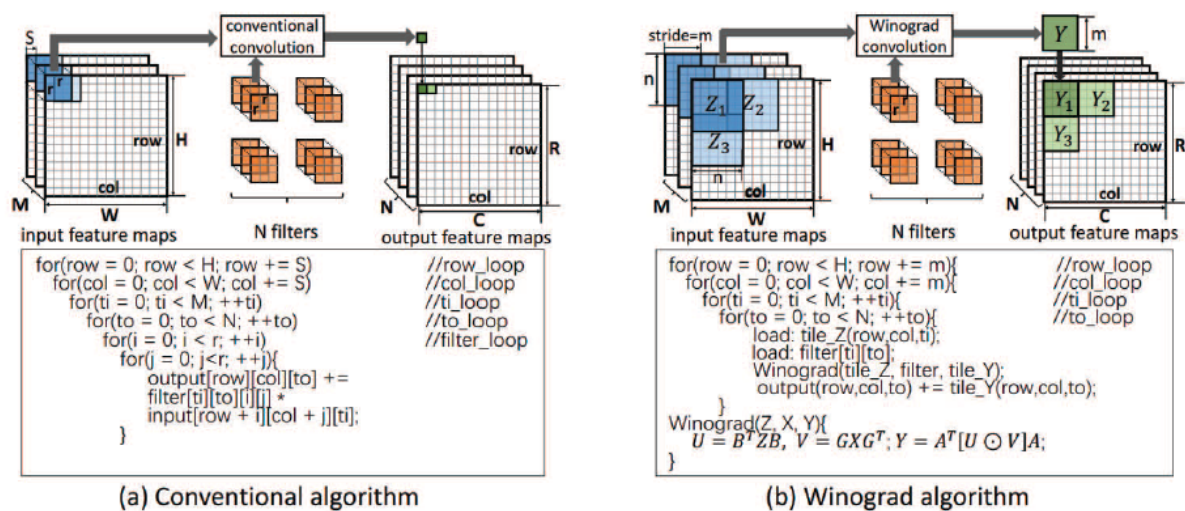 conventional
convolution
S
r
r
r
r
row
H
col
M
W
input feature maps
N filters
row
R
col
N
C
output feature maps
for(row = 0; row < H; row += S) //row_loop
for(col = 0; col < W; col += S) //col_loop
for(ti = 0; ti < M; ++ti) //ti_loop
for(to = 0; to < N; ++to) //to_loop
for(i = 0; i < r; ++i) //filter_loop
for(j = 0; j<r; ++j){
output[row][col][to] +=
filter[ti][to][i][j] *
input[row + i][col + j][ti];
}
(a) Conventional algorithm
Winograd
convolution
stride=m
n
Z₁
Z₂
Z₃
n
row
H
col
M
W
input feature maps
r
r
N filters
Y
m
Y₁
Y₂
Y₃
row
R
col
N
C
output feature maps
for(row = 0; row < H; row += m){ //row_loop
for(col = 0; col < W; col += m){ //col_loop
for(ti = 0; ti < M; ++ti){ //ti_loop
for(to = 0; to < N; ++to){ //to_loop
load: tile_Z(row,col,ti);
load: filter[ti][to];
Winograd(tile_Z, filter, tile_Y);
output(row,col,to) += tile_Y(row,col,to);
}
Winograd(Z, X, Y){
U = BᵀZB, V = GXGᵀ; Y = Aᵀ[U ⊙ V]A;
}
(b) Winograd algorithm